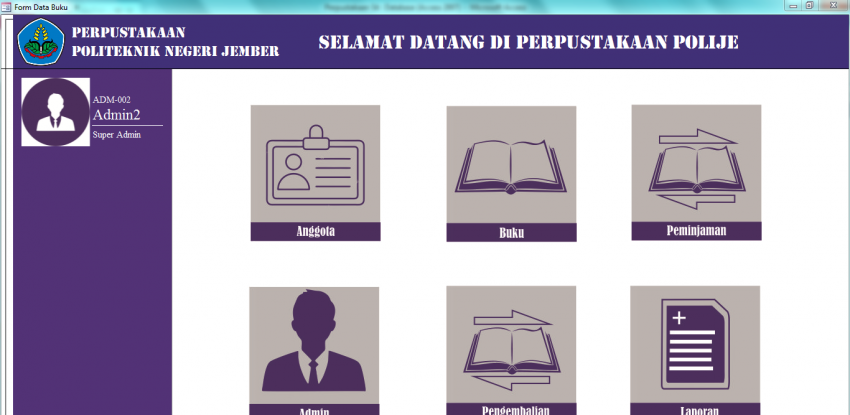 Form Data Buku
Perpustakaan
PERPUSTAKAAN
POLITEKNIK NEGERI JEMBER
SELAMAT DATANG DI PERPUSTAKAAN POLIJE
ADM-002
Admin2
Super Admin
Anggota
Buku
Peminjaman
Admin
Pengembalian
Laporan